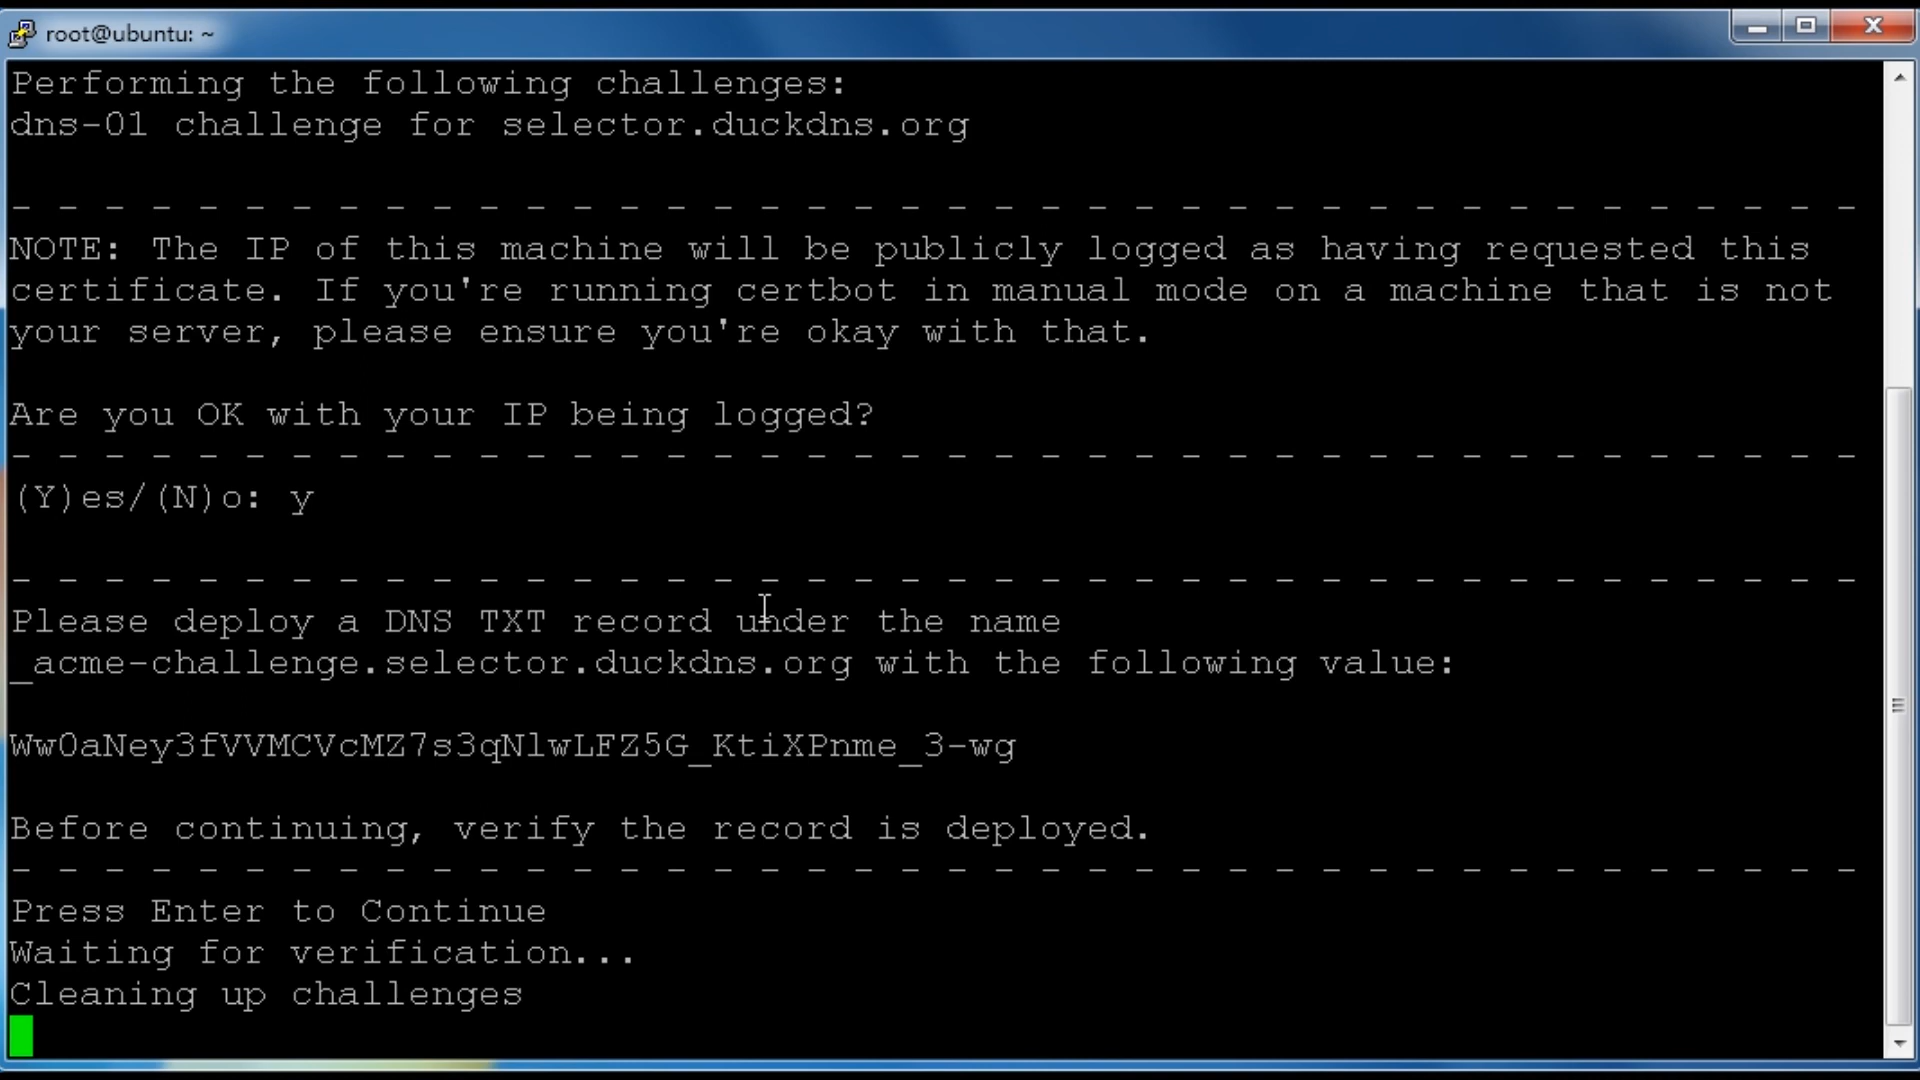 root@ubuntu: ~
Performing the following challenges:
dns-01 challenge for selector.duckdns.org
- - - - - - - - - - - - - - - - - - - - - - - - - - - - - - - - - - - - - - - -
NOTE: The IP of this machine will be publicly logged as having requested this
certificate. If you're running certbot in manual mode on a machine that is not
your server, please ensure you're okay with that.
Are you OK with your IP being logged?
- - - - - - - - - - - - - - - - - - - - - - - - - - - - - - - - - - - - - - - -
(Y)es/(N)o: y
- - - - - - - - - - - - - - - - - - - - - - - - - - - - - - - - - - - - - - - -
Please deploy a DNS TXT record under the name
_acme-challenge.selector.duckdns.org with the following value:
Ww0aNey3fVVMCVcMZ7s3qNlwLFZ5G_KtiXPnme_3-wg
Before continuing, verify the record is deployed.
- - - - - - - - - - - - - - - - - - - - - - - - - - - - - - - - - - - - - - - -
Press Enter to Continue
Waiting for verification...
Cleaning up challenges